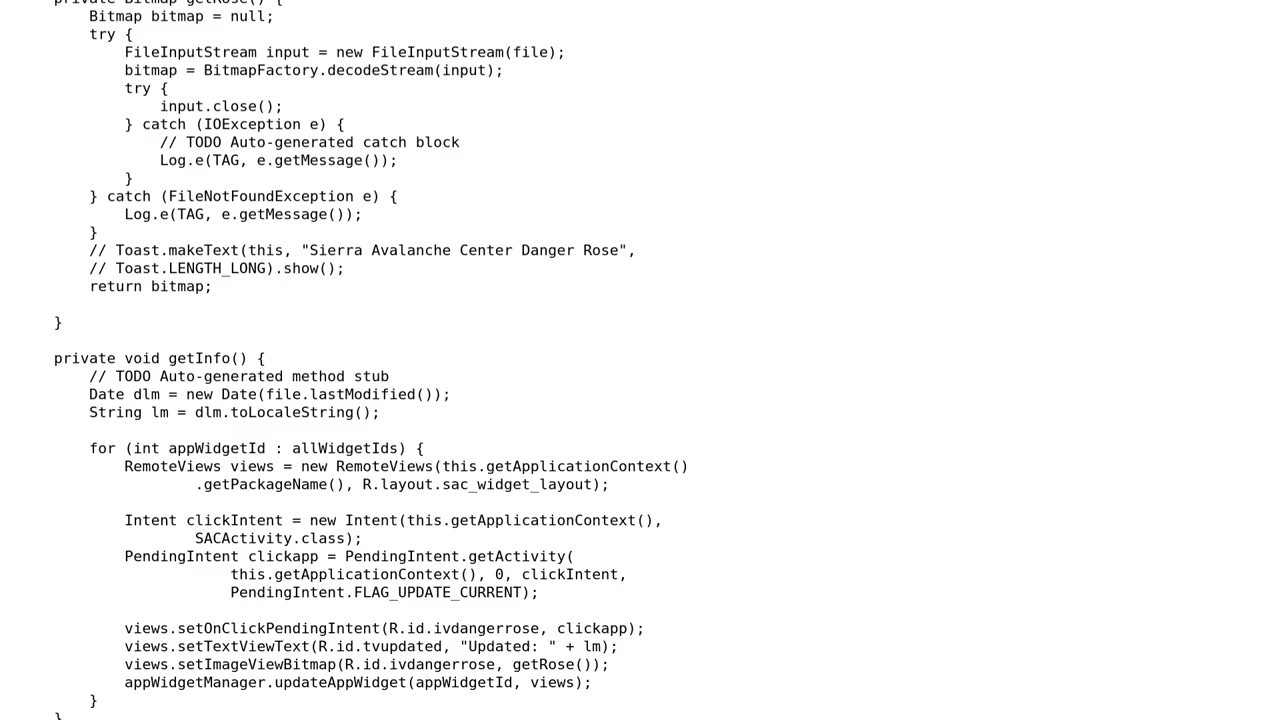 private Bitmap getRose() {
Bitmap bitmap = null;
try {
FileInputStream input = new FileInputStream(file);
bitmap = BitmapFactory.decodeStream(input);
try {
input.close();
} catch (IOException e) {
// TODO Auto-generated catch block
Log.e(TAG, e.getMessage());
}
} catch (FileNotFoundException e) {
Log.e(TAG, e.getMessage());
}
// Toast.makeText(this, "Sierra Avalanche Center Danger Rose",
// Toast.LENGTH_LONG).show();
return bitmap;
}
private void getInfo() {
// TODO Auto-generated method stub
Date dlm = new Date(file.lastModified());
String lm = dlm.toLocaleString();
for (int appWidgetId : allWidgetIds) {
RemoteViews views = new RemoteViews(this.getApplicationContext()
.getPackageName(), R.layout.sac_widget_layout);
Intent clickIntent = new Intent(this.getApplicationContext(),
SACActivity.class);
PendingIntent clickapp = PendingIntent.getActivity(
this.getApplicationContext(), 0, clickIntent,
PendingIntent.FLAG_UPDATE_CURRENT);
views.setOnClickPendingIntent(R.id.ivdangerrose, clickapp);
views.setTextViewText(R.id.tvupdated, "Updated: " + lm);
views.setImageViewBitmap(R.id.ivdangerrose, getRose());
appWidgetManager.updateAppWidget(appWidgetId, views);
}
}